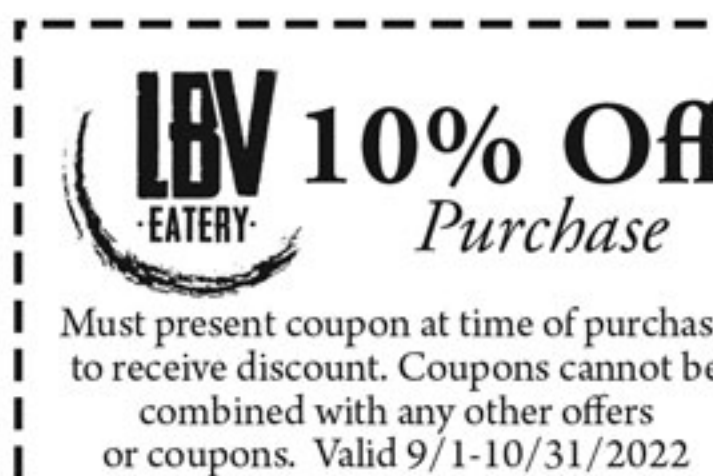 LBV
·EATERY·
10% Off
Purchase
Must present coupon at time of purchas
to receive discount. Coupons cannot be
combined with any other offers
or coupons. Valid 9/1-10/31/2022